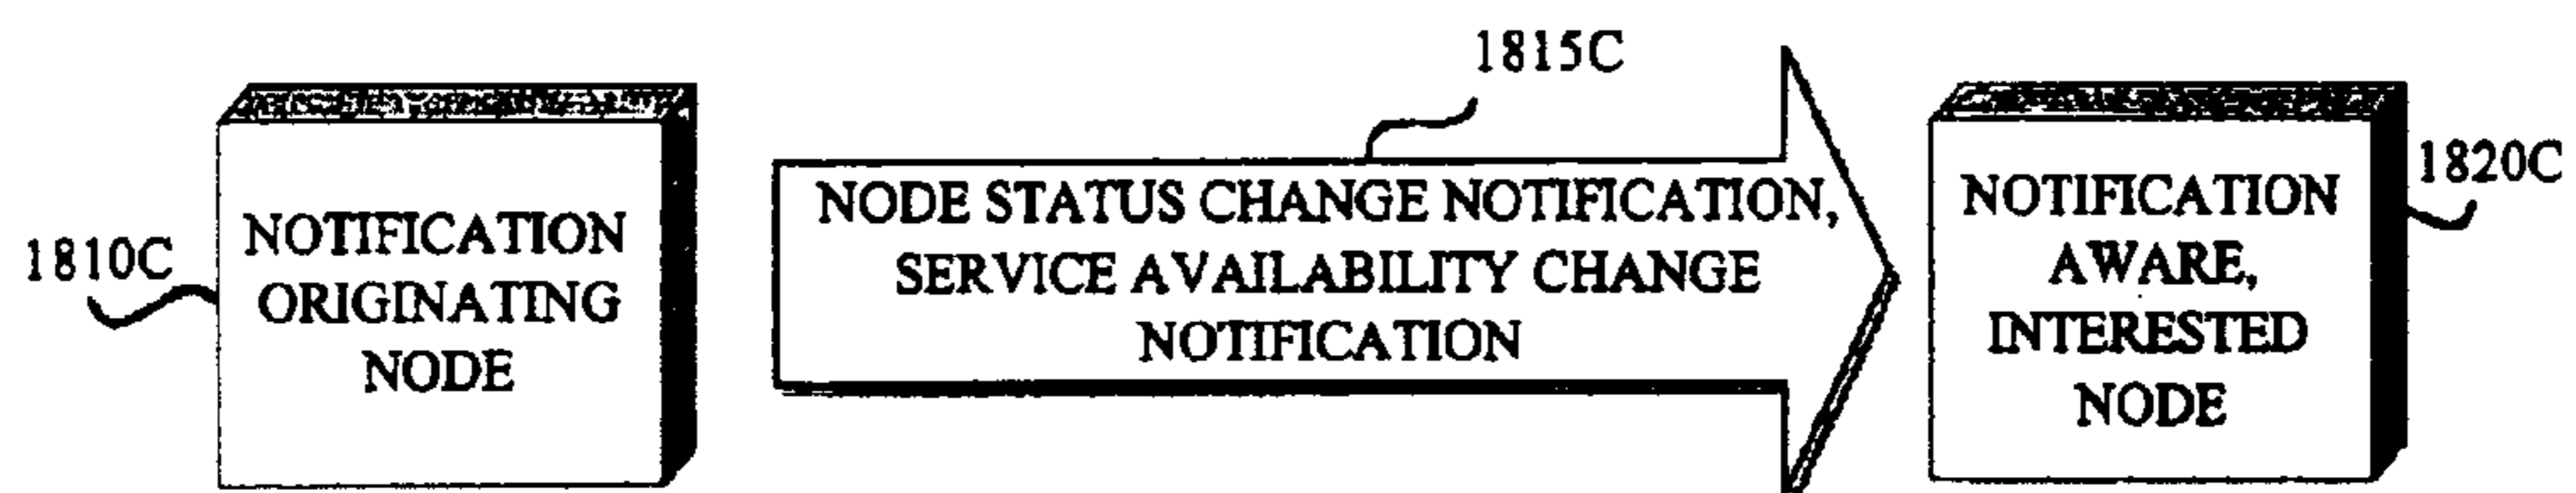 1815C
1810C
NOTIFICATION
ORIGINATING
NODE
NODE STATUS CHANGE NOTIFICATION,
SERVICE AVAILABILITY CHANGE
NOTIFICATION
NOTIFICATION
AWARE,
INTERESTED
NODE
1820C